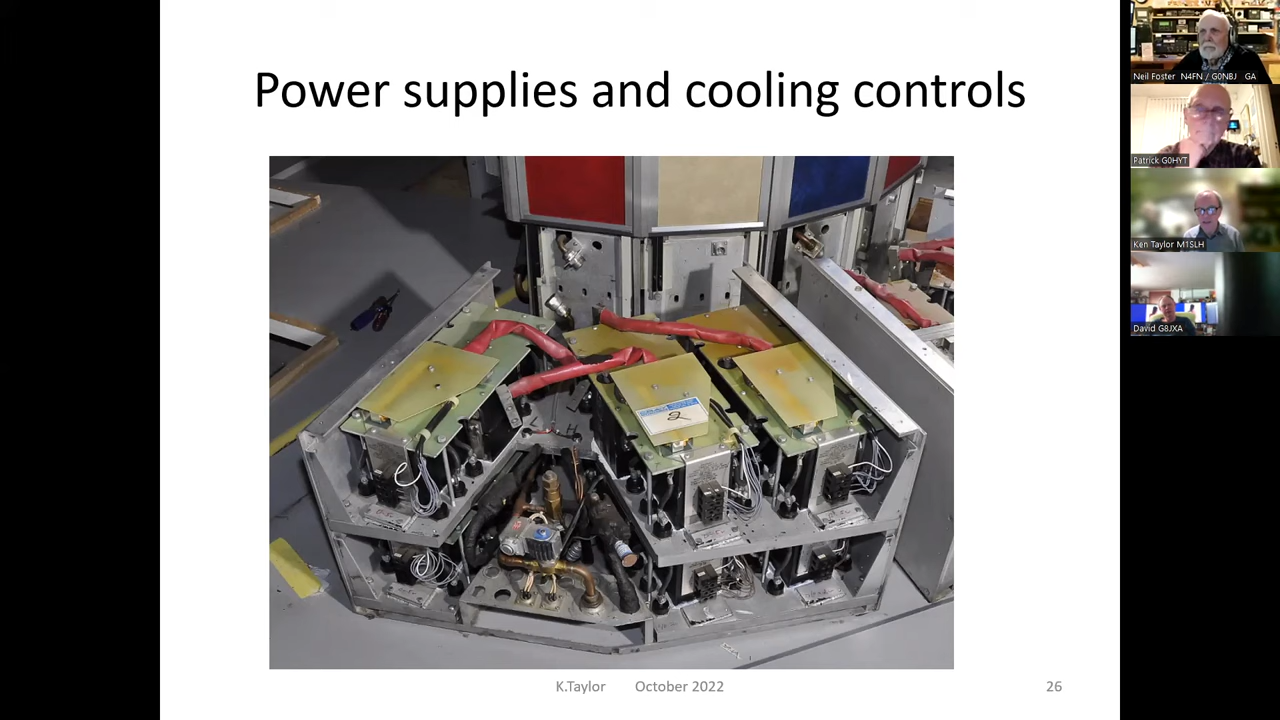 Power supplies and cooling controls
2
K.Taylor October 2022
26
Neil Foster N4FN / G0NBJ GA
Patrick G0HYT
Ken Taylor M1SLH
David G8JXA